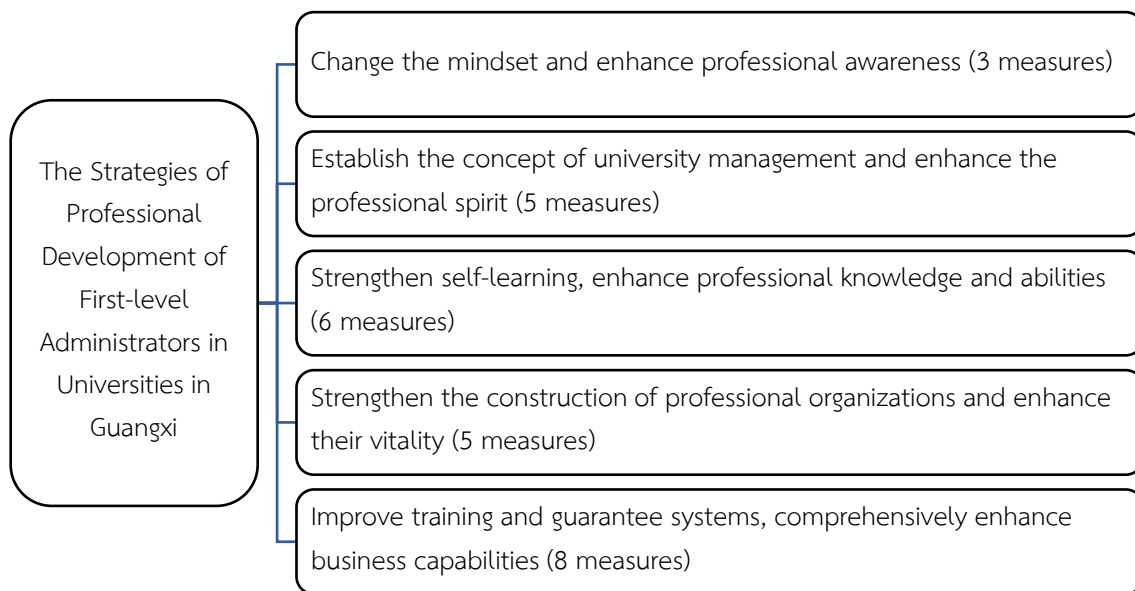 The Strategies of
Professional
Development of
First-level
Administrators in
Universities in
Guangxi
Change the mindset and enhance professional awareness (3 measures)
Establish the concept of university management and enhance the
professional spirit (5 measures)
Strengthen self-learning, enhance professional knowledge and abilities
(6 measures)
Strengthen the construction of professional organizations and enhance
their vitality (5 measures)
Improve training and guarantee systems, comprehensively enhance
business capabilities (8 measures)